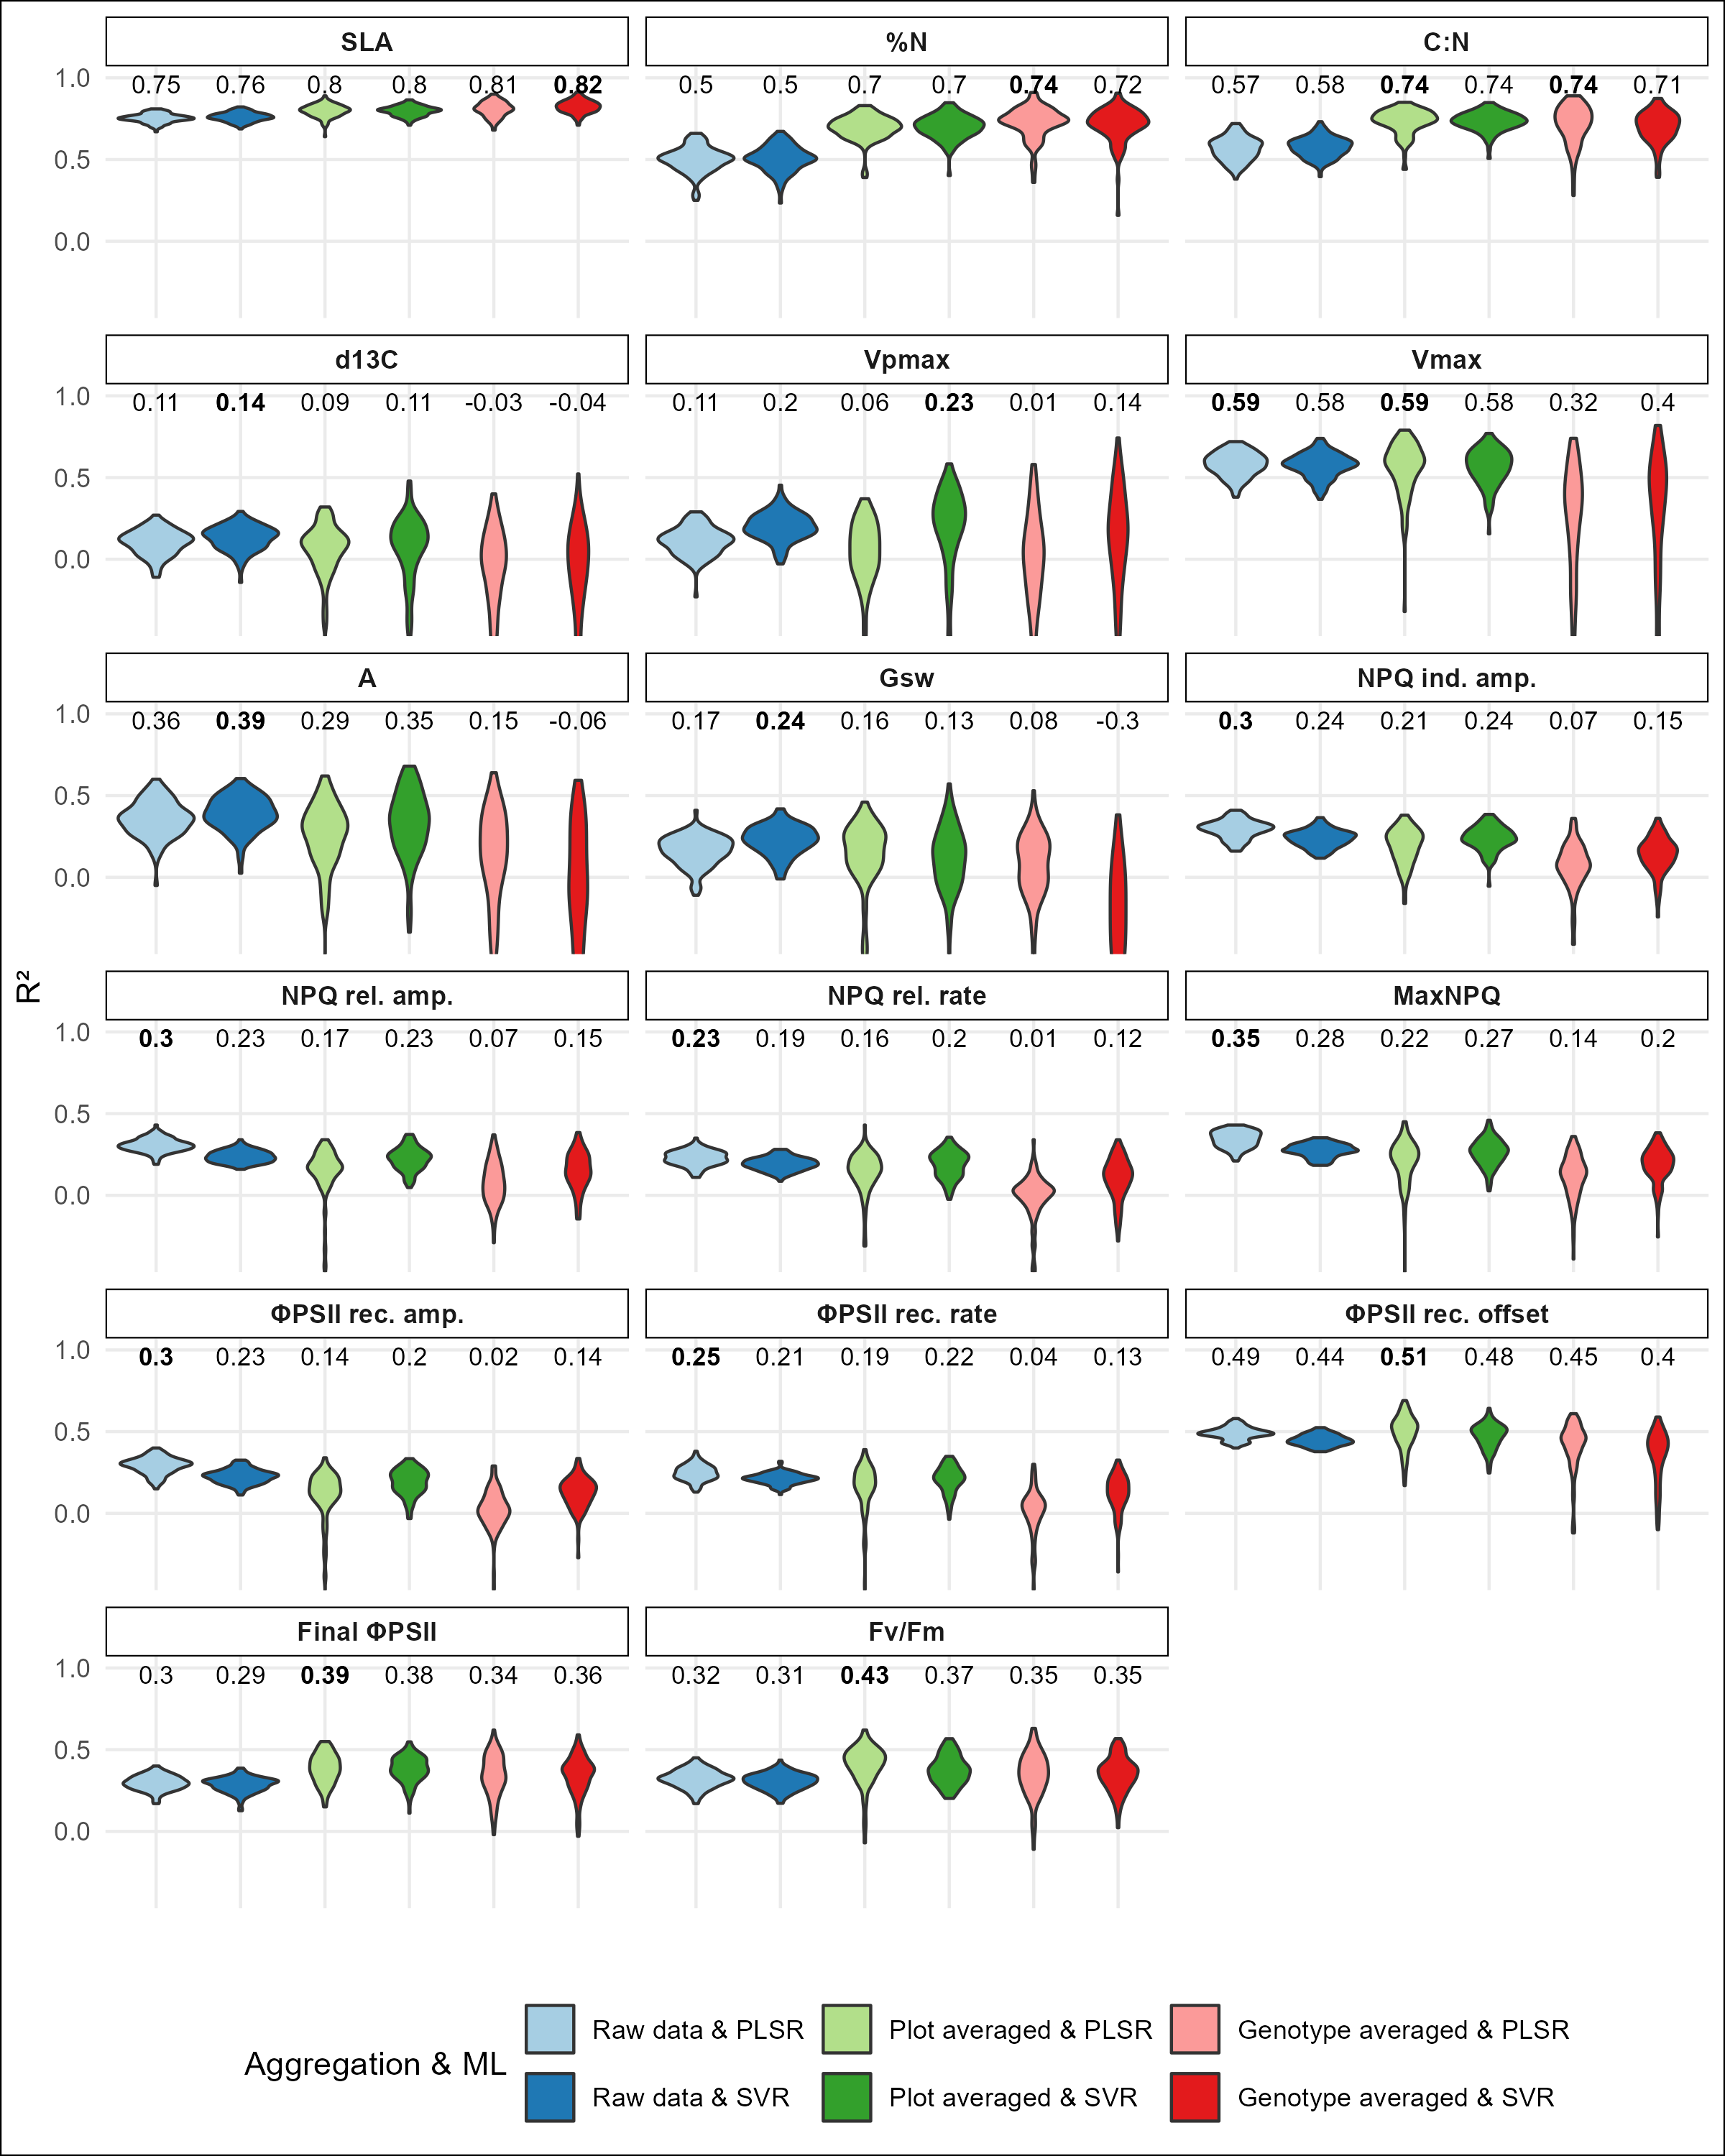 SLA %N C:N
1.0 0.75 0.76 0.8 0.8 0.81 0.82 0.5 0.5 0.7 0.7 0.74 0.72 0.57 0.58 0.74 0.74 0.74 0.71
0.5
0.0
d13C Vpmax Vmax
1.0 0.11 0.14 0.09 0.11 -0.03 -0.04 0.11 0.2 0.06 0.23 0.01 0.14 0.59 0.58 0.59 0.58 0.32 0.4
0.5
0.0
A Gsw NPQ ind. amp.
1.0 0.36 0.39 0.29 0.35 0.15 -0.06 0.17 0.24 0.16 0.13 0.08 -0.3 0.3 0.24 0.21 0.24 0.07 0.15
0.5
0.0
R²
NPQ rel. amp. NPQ rel. rate MaxNPQ
1.0 0.3 0.23 0.17 0.23 0.07 0.15 0.23 0.19 0.16 0.2 0.01 0.12 0.35 0.28 0.22 0.27 0.14 0.2
0.5
0.0
ΦPSII rec. amp. ΦPSII rec. rate ΦPSII rec. offset
1.0 0.3 0.23 0.14 0.2 0.02 0.14 0.25 0.21 0.19 0.22 0.04 0.13 0.49 0.44 0.51 0.48 0.45 0.4
0.5
0.0
Final ΦPSII Fv/Fm
1.0 0.3 0.29 0.39 0.38 0.34 0.36 0.32 0.31 0.43 0.37 0.35 0.35
0.5
0.0
Aggregation & ML
Raw data & PLSR Plot averaged & PLSR Genotype averaged & PLSR
Raw data & SVR Plot averaged & SVR Genotype averaged & SVR